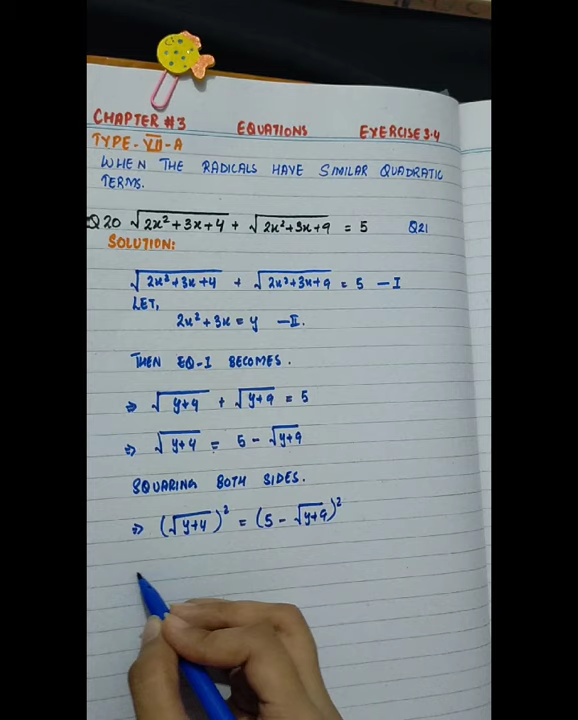 CHAPTER #3 EQUATIONS EXERCISE 3.4
TYPE-VII-A
WHEN THE RADICALS HAVE SIMILAR QUADRATIC
TERMS.
Q20 √(2x²+3x+4) + √(2x²+3x+9) = 5 Q21
SOLUTION:
√(2x²+3x+4) + √(2x²+3x+9) = 5 —I
LET,
2x²+3x = y —II.
THEN EQ-I BECOMES.
⇒ √(y+4) + √(y+9) = 5
⇒ √(y+4) = 5 - √(y+9)
SQUARING BOTH SIDES.
⇒ (√(y+4))² = (5 - √(y+9))²